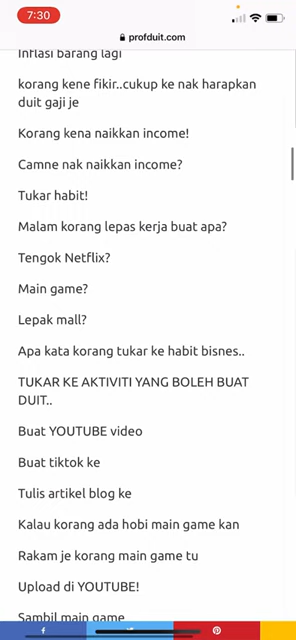 7:30
profduit.com
Inflasi barang lagi
korang kene fikir..cukup ke nak harapkan
duit gaji je
Korang kena naikkan income!
Camne nak naikkan income?
Tukar habit!
Malam korang lepas kerja buat apa?
Tengok Netflix?
Main game?
Lepak mall?
Apa kata korang tukar ke habit bisnes..
TUKAR KE AKTIVITI YANG BOLEH BUAT
DUIT..
Buat YOUTUBE video
Buat tiktok ke
Tulis artikel blog ke
Kalau korang ada hobi main game kan
Rakam je korang main game tu
Upload di YOUTUBE!
Sambil main game